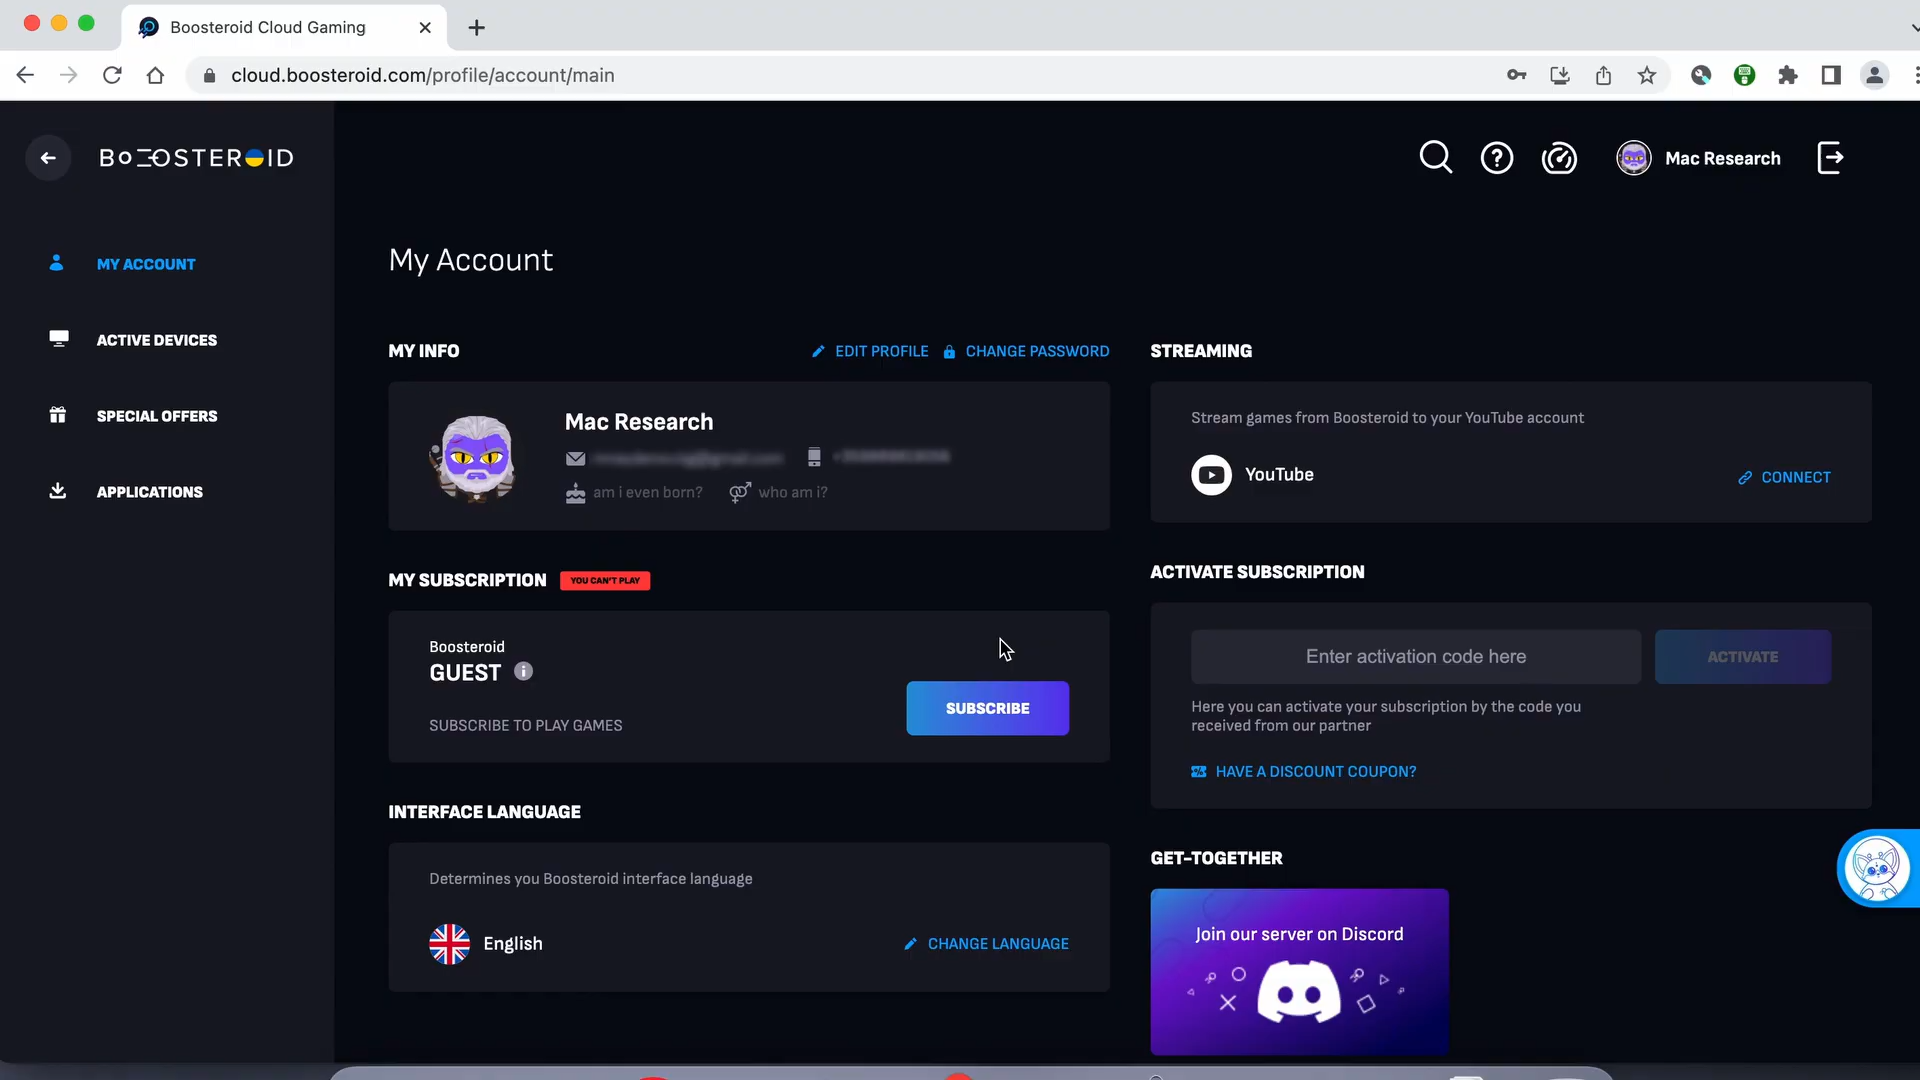 Boosteroid Cloud Gaming
cloud.boosteroid.com/profile/account/main
BOOSTEROID
Mac Research
MY ACCOUNT
ACTIVE DEVICES
SPECIAL OFFERS
APPLICATIONS
My Account
MY INFO
EDIT PROFILE
CHANGE PASSWORD
Mac Research
am i even born?
who am i?
MY SUBSCRIPTION
YOU CAN'T PLAY
Boosteroid
GUEST
SUBSCRIBE TO PLAY GAMES
SUBSCRIBE
INTERFACE LANGUAGE
Determines you Boosteroid interface language
English
CHANGE LANGUAGE
STREAMING
Stream games from Boosteroid to your YouTube account
YouTube
CONNECT
ACTIVATE SUBSCRIPTION
Enter activation code here
ACTIVATE
Here you can activate your subscription by the code you
received from our partner
HAVE A DISCOUNT COUPON?
GET-TOGETHER
Join our server on Discord